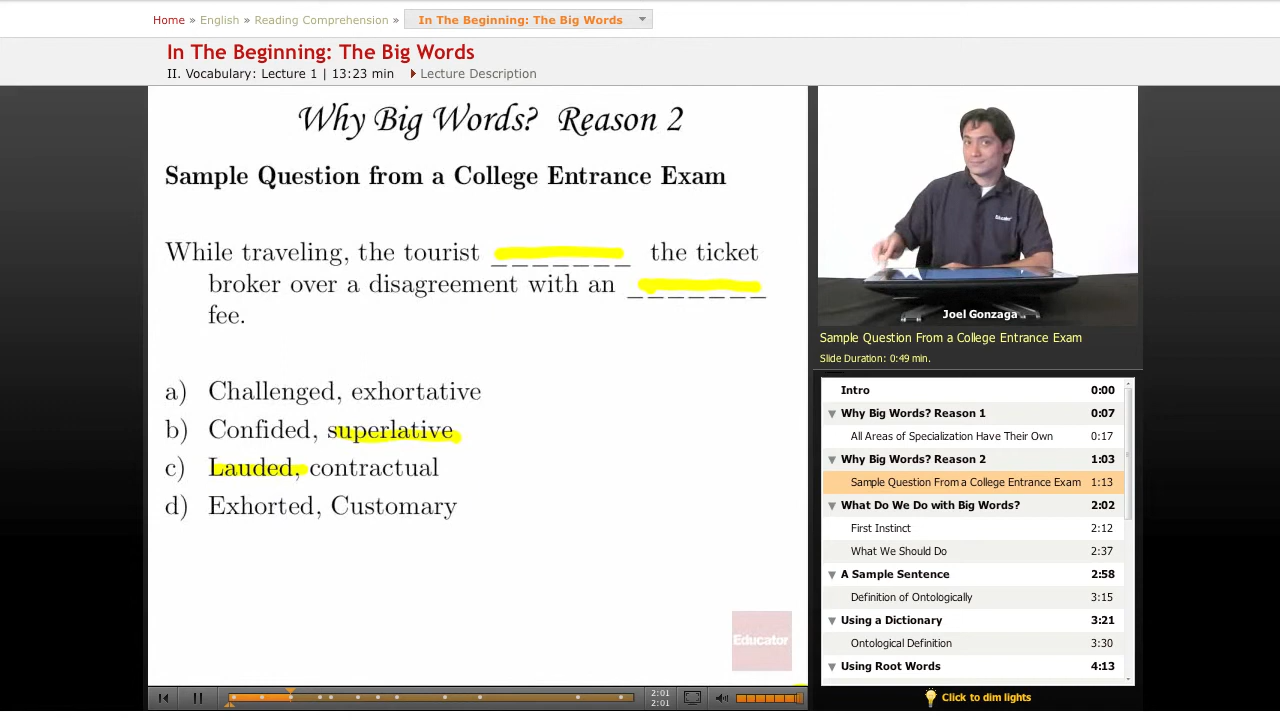 Home » English » Reading Comprehension » In The Beginning: The Big Words
In The Beginning: The Big Words
II. Vocabulary: Lecture 1 | 13:23 min Lecture Description
Why Big Words? Reason 2
Sample Question from a College Entrance Exam
While traveling, the tourist _______ the ticket
broker over a disagreement with an _______
fee.
a) Challenged, exhortative
b) Confided, superlative
c) Lauded, contractual
d) Exhorted, Customary
Educator
2:01
2:01
Educator
Joel Gonzaga
Sample Question From a College Entrance Exam
Slide Duration: 0:49 min.
Intro 0:00
Why Big Words? Reason 1 0:07
All Areas of Specialization Have Their Own 0:17
Why Big Words? Reason 2 1:03
Sample Question From a College Entrance Exam 1:13
What Do We Do with Big Words? 2:02
First Instinct 2:12
What We Should Do 2:37
A Sample Sentence 2:58
Definition of Ontologically 3:15
Using a Dictionary 3:21
Ontological Definition 3:30
Using Root Words 4:13
Click to dim lights